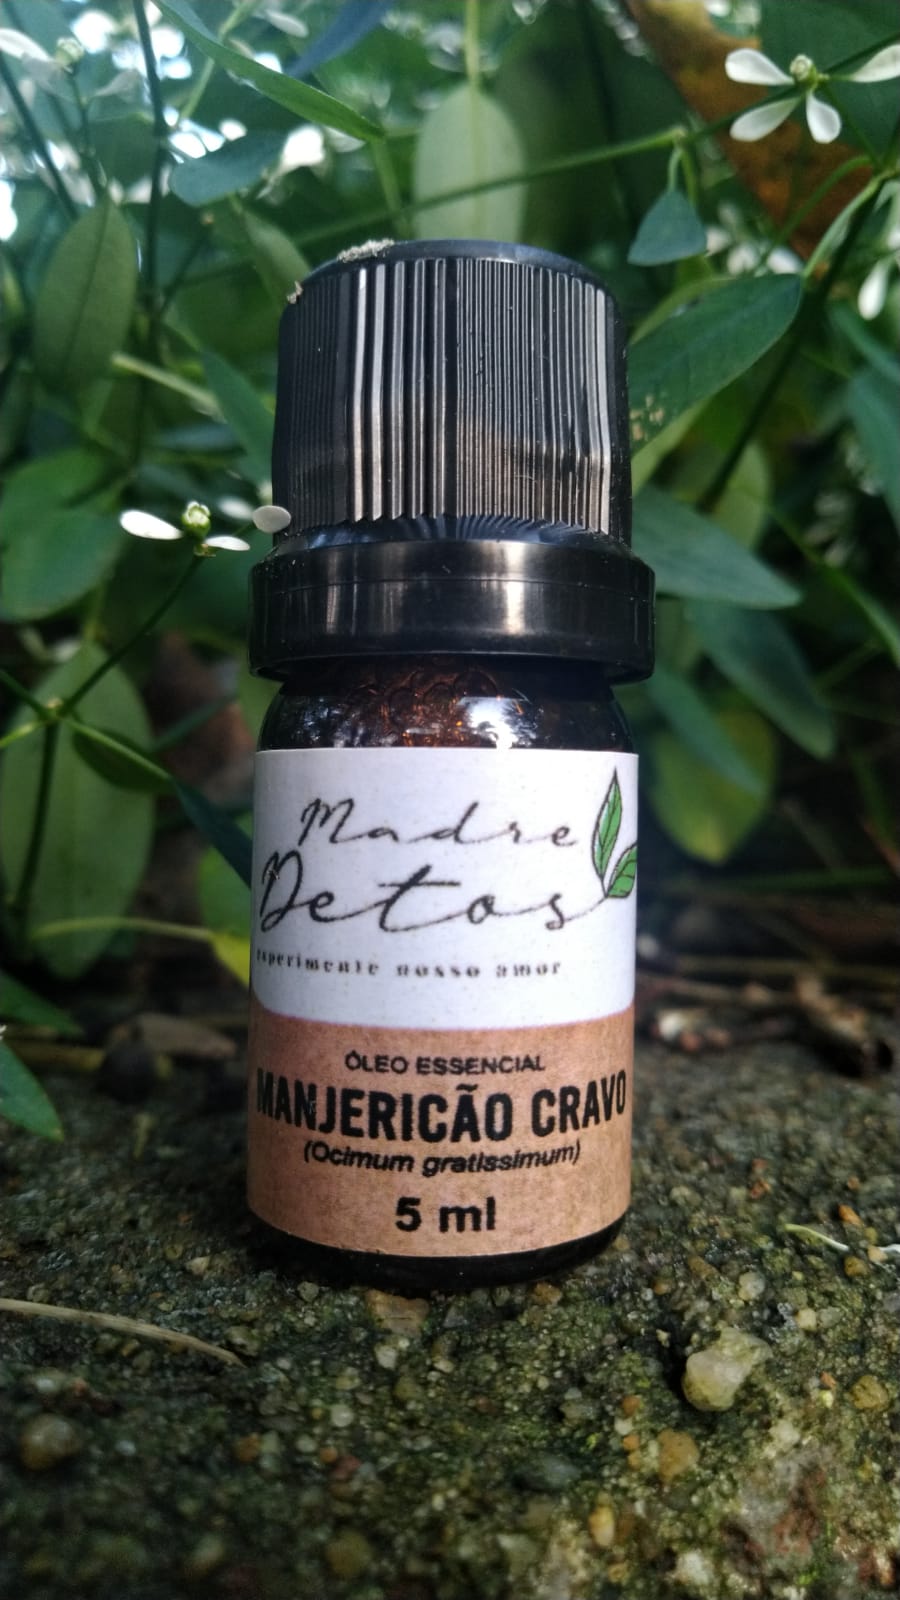 Madre
Detos
experimente nosso amor
ÓLEO ESSENCIAL
MANJERICÃO CRAVO
(Ocimum gratissimum)
5 ml